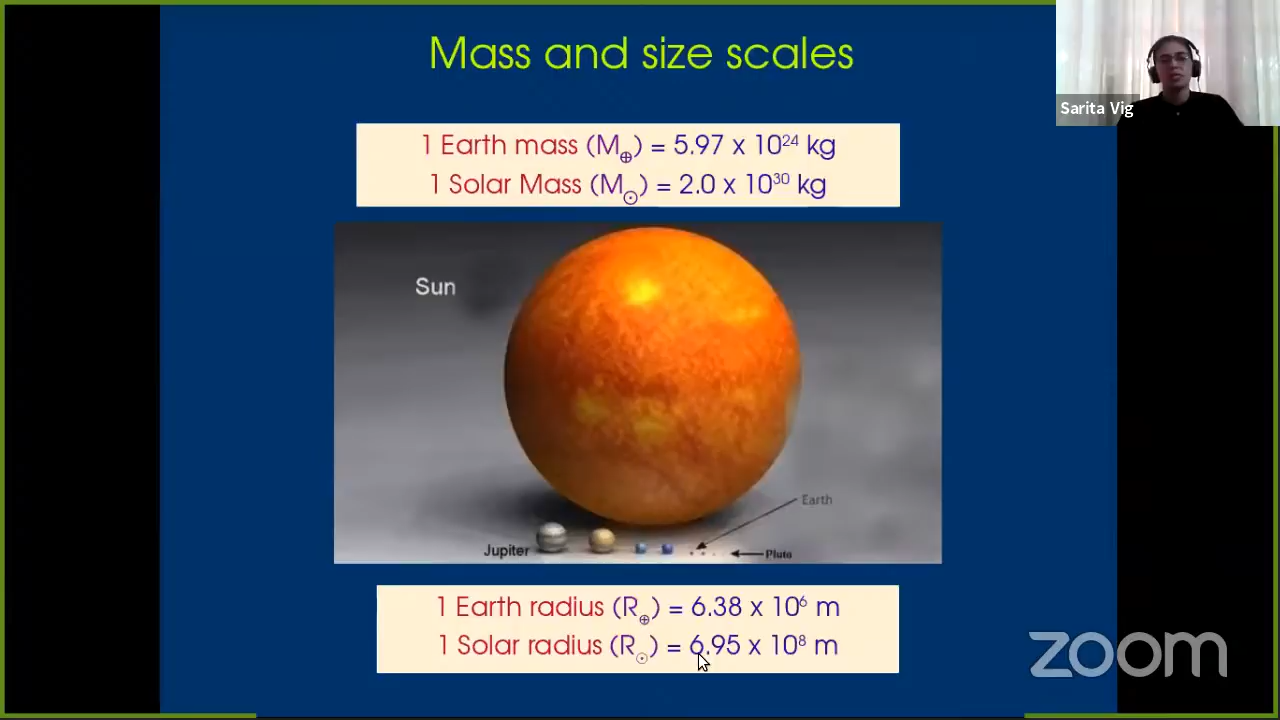 Mass and size scales
Sarita Vig
1 Earth mass (M⊕) = 5.97 x 10²⁴ kg
1 Solar Mass (M☉) = 2.0 x 10³⁰ kg
Sun
Earth
Jupiter
Pluto
1 Earth radius (R⊕) = 6.38 x 10⁶ m
1 Solar radius (R☉) = 6.95 x 10⁸ m
zoom